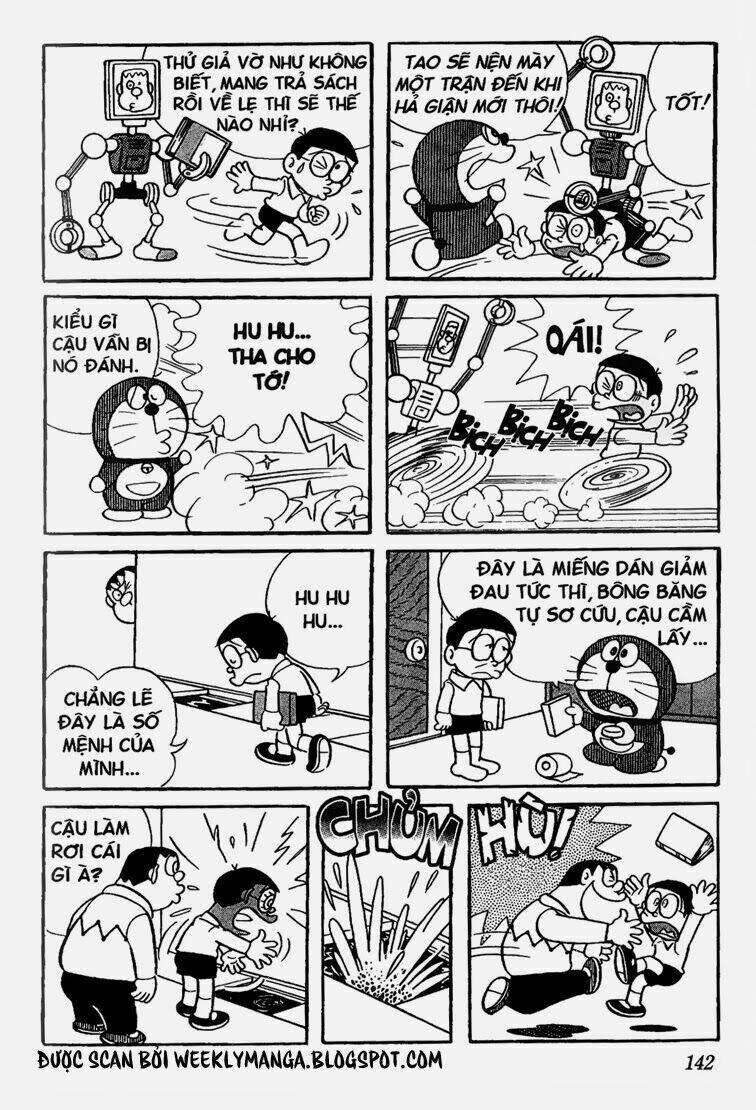 THỬ GIẢ VỜ NHƯ KHÔNG
BIẾT, MANG TRẢ SÁCH
RỒI VỀ LẸ THÌ SẼ THẾ
NÀO NHỈ?
TAO SẼ NỆN MÀY
MỘT TRẬN ĐẾN KHI
HẢ GIẬN MỚI THÔI!
TỐT!
KIỂU GÌ
CẬU VẪN BỊ
NÓ ĐÁNH.
HU HU...
THA CHO
TỚ!
OÁI!
BỊCH
BỊCH
BỊCH
HU HU
HU...
CHẲNG LẼ
ĐÂY LÀ SỐ
MỆNH CỦA
MÌNH...
ĐÂY LÀ MIẾNG DÁN GIẢM
ĐAU TỨC THÌ, BÔNG BĂNG
TỰ SƠ CỨU, CẬU CẦM
LẤY...
CẬU LÀM
RƠI CÁI
GÌ À?
CHỦM
HÙ!
ĐƯỢC SCAN BỞI WEEKLYMANGA.BLOGSPOT.COM
142